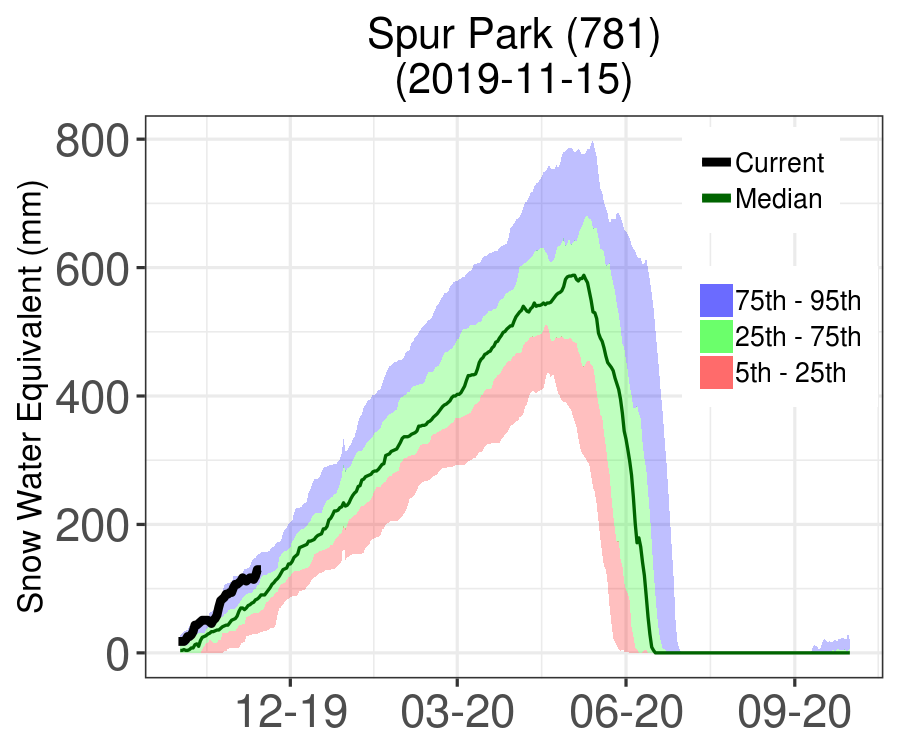 Spur Park (781)
(2019-11-15)
Snow Water Equivalent (mm)
800
600
400
200
0
12-19
03-20
06-20
09-20
Current
Median
75th - 95th
25th - 75th
5th - 25th